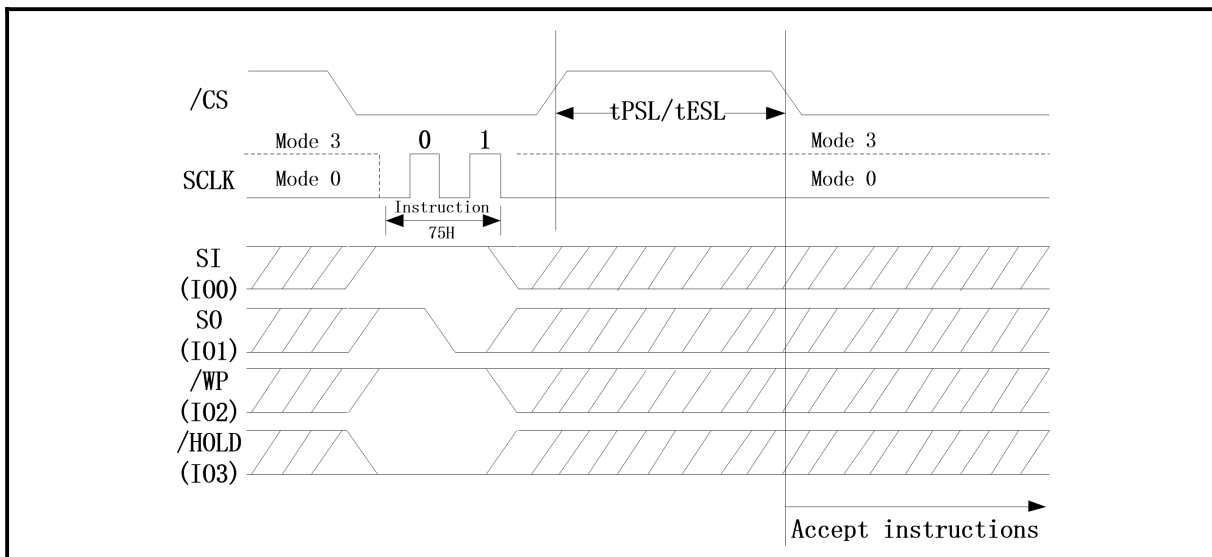 /CS
tPSL/tESL
Mode 3 0 1 Mode 3
SCLK Mode 0 Mode 0
Instruction
75H
SI
(IO0)
SO
(IO1)
/WP
(IO2)
/HOLD
(IO3)
Accept instructions